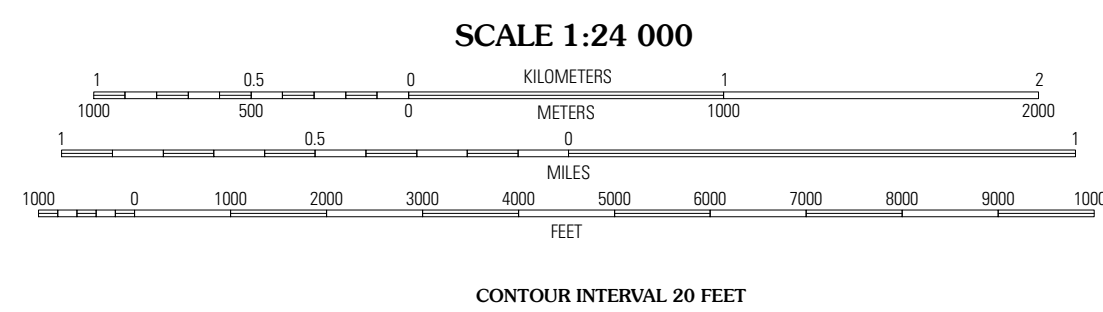 SCALE 1:24 000
1 0.5 0 KILOMETERS 1 2
1000 500 0 METERS 1000 2000
1 0.5 0 1
MILES
1000 0 1000 2000 3000 4000 5000 6000 7000 8000 9000 1000
FEET
CONTOUR INTERVAL 20 FEET